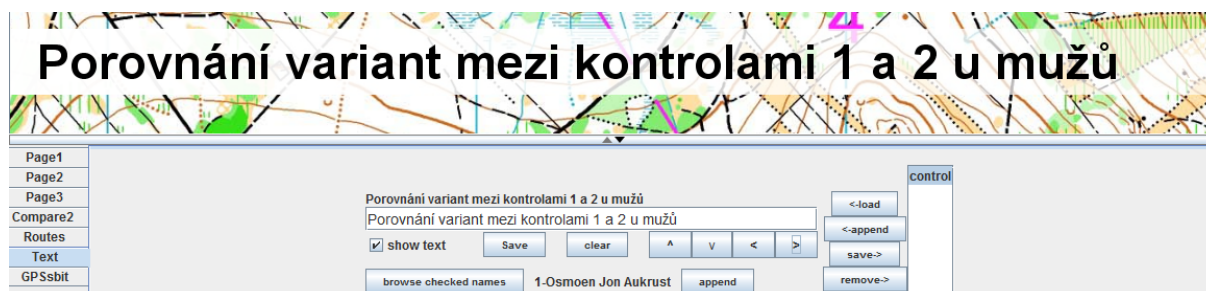 4
Porovnání variant mezi kontrolami 1 a 2 u mužů
Page1
Page2
Page3
Compare2
Routes
Text
GPSsbit
Porovnání variant mezi kontrolami 1 a 2 u mužů
Porovnání variant mezi kontrolami 1 a 2 u mužů
show text Save clear ^ v < >
browse checked names 1-Osmoen Jon Aukrust append
<-load
<-append
save->
remove->
control